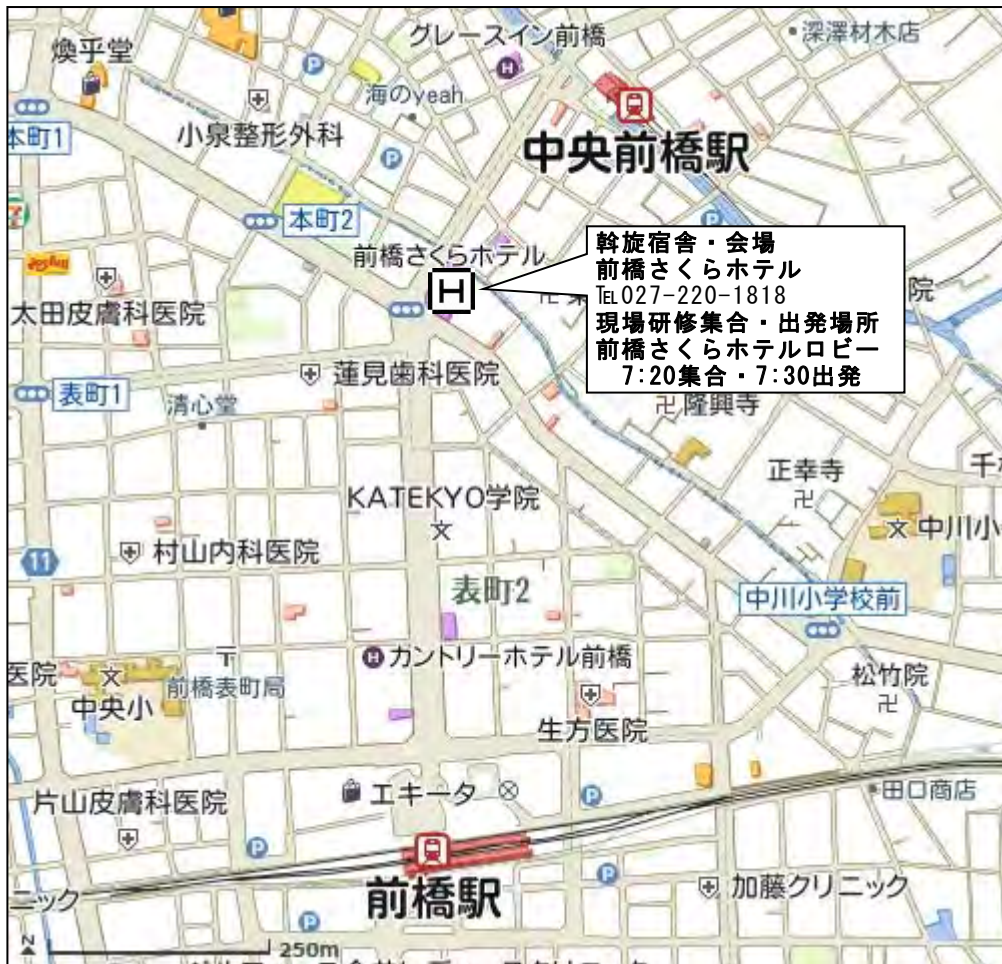 グレースイン前橋
深澤材木店
煥乎堂
P
H
海のyeah
小泉整形外科
本町1
P
中央前橋駅
本町2
P
前橋さくらホテル
H
斡旋宿舎・会場
前橋さくらホテル
℡027-220-1818
現場研修集合・出発場所
前橋さくらホテルロビー
7:20集合・7:30出発
院
太田皮膚科医院
蓮見歯科医院
表町1
清心堂
隆興寺
正幸寺
KATEKYO学院
文
文
中川小
11
村山内科医院
表町2
中川小学校前
医院
文
中央小
〒
前橋表町局
H
カントリーホテル前橋
松竹院
生方医院
片山皮膚科医院
エキータ
P
田口商店
P
前橋駅
P
ニック
加藤クリニック
P
N
250m